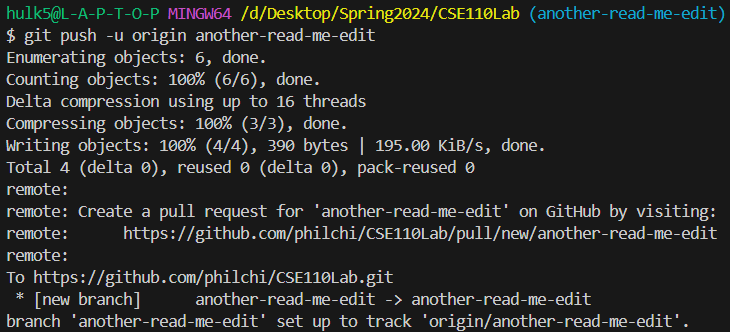 hulk5@L-A-P-T-O-P MINGW64 /d/Desktop/Spring2024/CSE110Lab (another-read-me-edit)
$ git push -u origin another-read-me-edit
Enumerating objects: 6, done.
Counting objects: 100% (6/6), done.
Delta compression using up to 16 threads
Compressing objects: 100% (3/3), done.
Writing objects: 100% (4/4), 390 bytes | 195.00 KiB/s, done.
Total 4 (delta 0), reused 0 (delta 0), pack-reused 0
remote:
remote: Create a pull request for 'another-read-me-edit' on GitHub by visiting:
remote:      https://github.com/philchi/CSE110Lab/pull/new/another-read-me-edit
remote:
To https://github.com/philchi/CSE110Lab.git
 * [new branch]      another-read-me-edit -> another-read-me-edit
branch 'another-read-me-edit' set up to track 'origin/another-read-me-edit'.